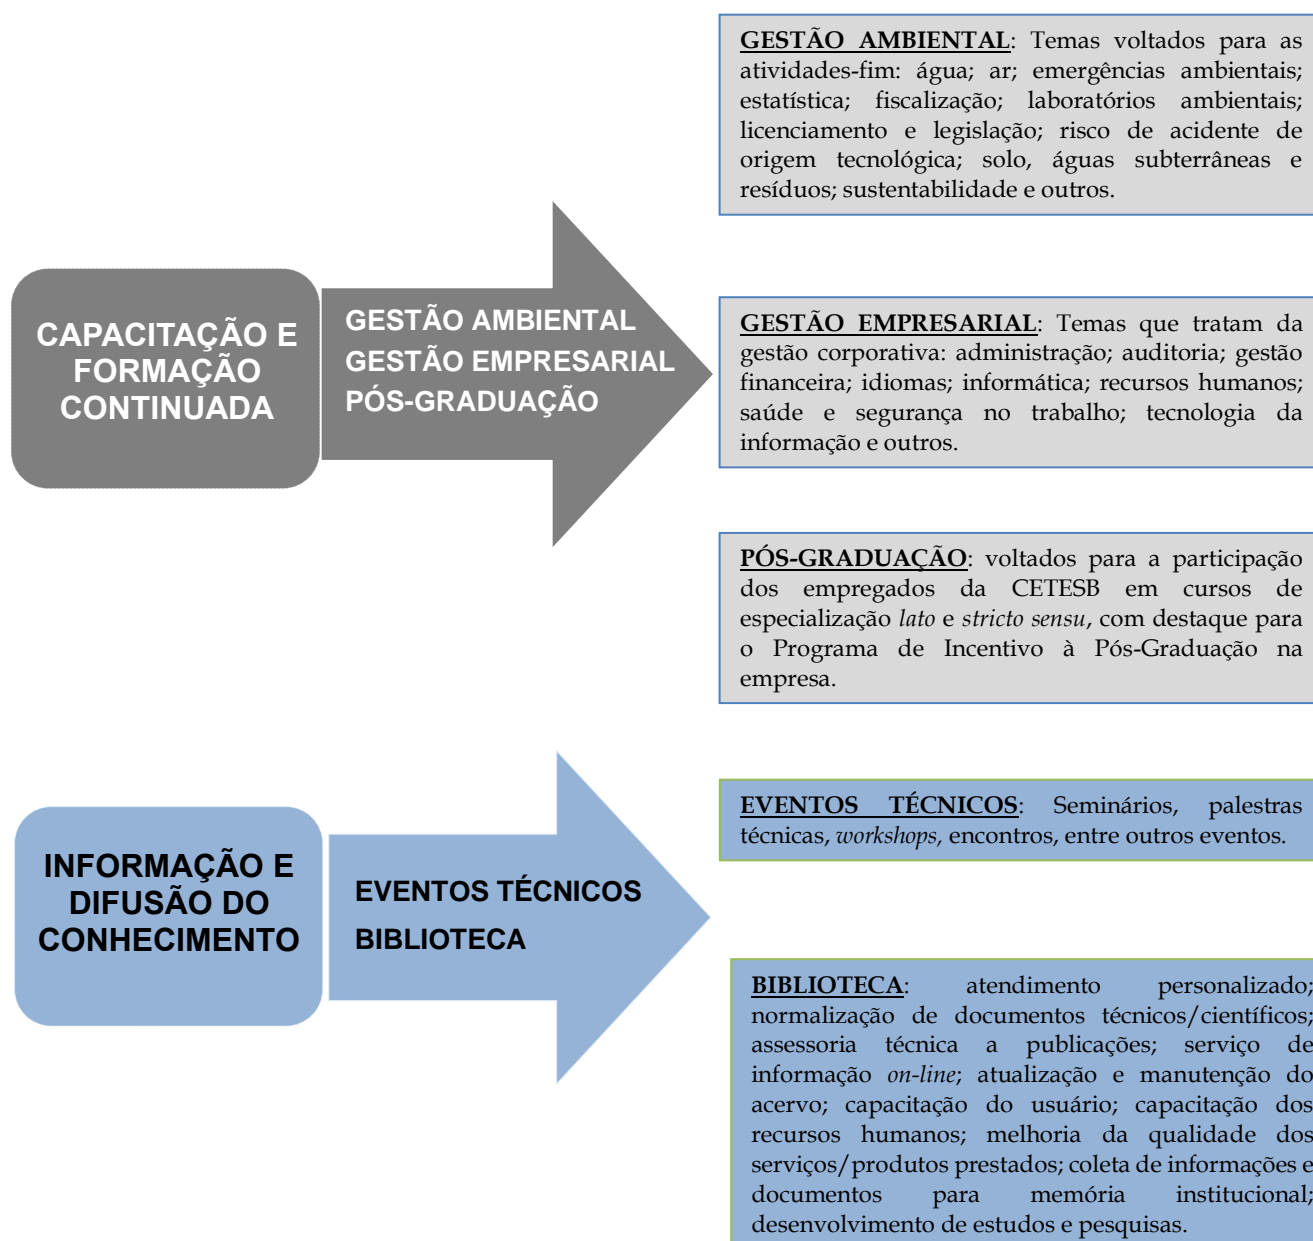 GESTÃO AMBIENTAL: Temas voltados para as
atividades-fim: água; ar; emergências ambientais;
estatística; fiscalização; laboratórios ambientais;
licenciamento e legislação; risco de acidente de
origem tecnológica; solo, águas subterrâneas e
resíduos; sustentabilidade e outros.
CAPACITAÇÃO E
FORMAÇÃO
CONTINUADA
GESTÃO AMBIENTAL
GESTÃO EMPRESARIAL
PÓS-GRADUAÇÃO
GESTÃO EMPRESARIAL: Temas que tratam da
gestão corporativa: administração; auditoria; gestão
financeira; idiomas; informática; recursos humanos;
saúde e segurança no trabalho; tecnologia da
informação e outros.
PÓS-GRADUAÇÃO: voltados para a participação
dos empregados da CETESB em cursos de
especialização lato e stricto sensu, com destaque para
o Programa de Incentivo à Pós-Graduação na
empresa.
INFORMAÇÃO E
DIFUSÃO DO
CONHECIMENTO
EVENTOS TÉCNICOS
BIBLIOTECA
EVENTOS TÉCNICOS: Seminários, palestras
técnicas, workshops, encontros, entre outros eventos.
BIBLIOTECA: atendimento personalizado;
normalização de documentos técnicos/científicos;
assessoria técnica a publicações; serviço de
informação on-line; atualização e manutenção do
acervo; capacitação do usuário; capacitação dos
recursos humanos; melhoria da qualidade dos
serviços/produtos prestados; coleta de informações e
documentos para memória institucional;
desenvolvimento de estudos e pesquisas.